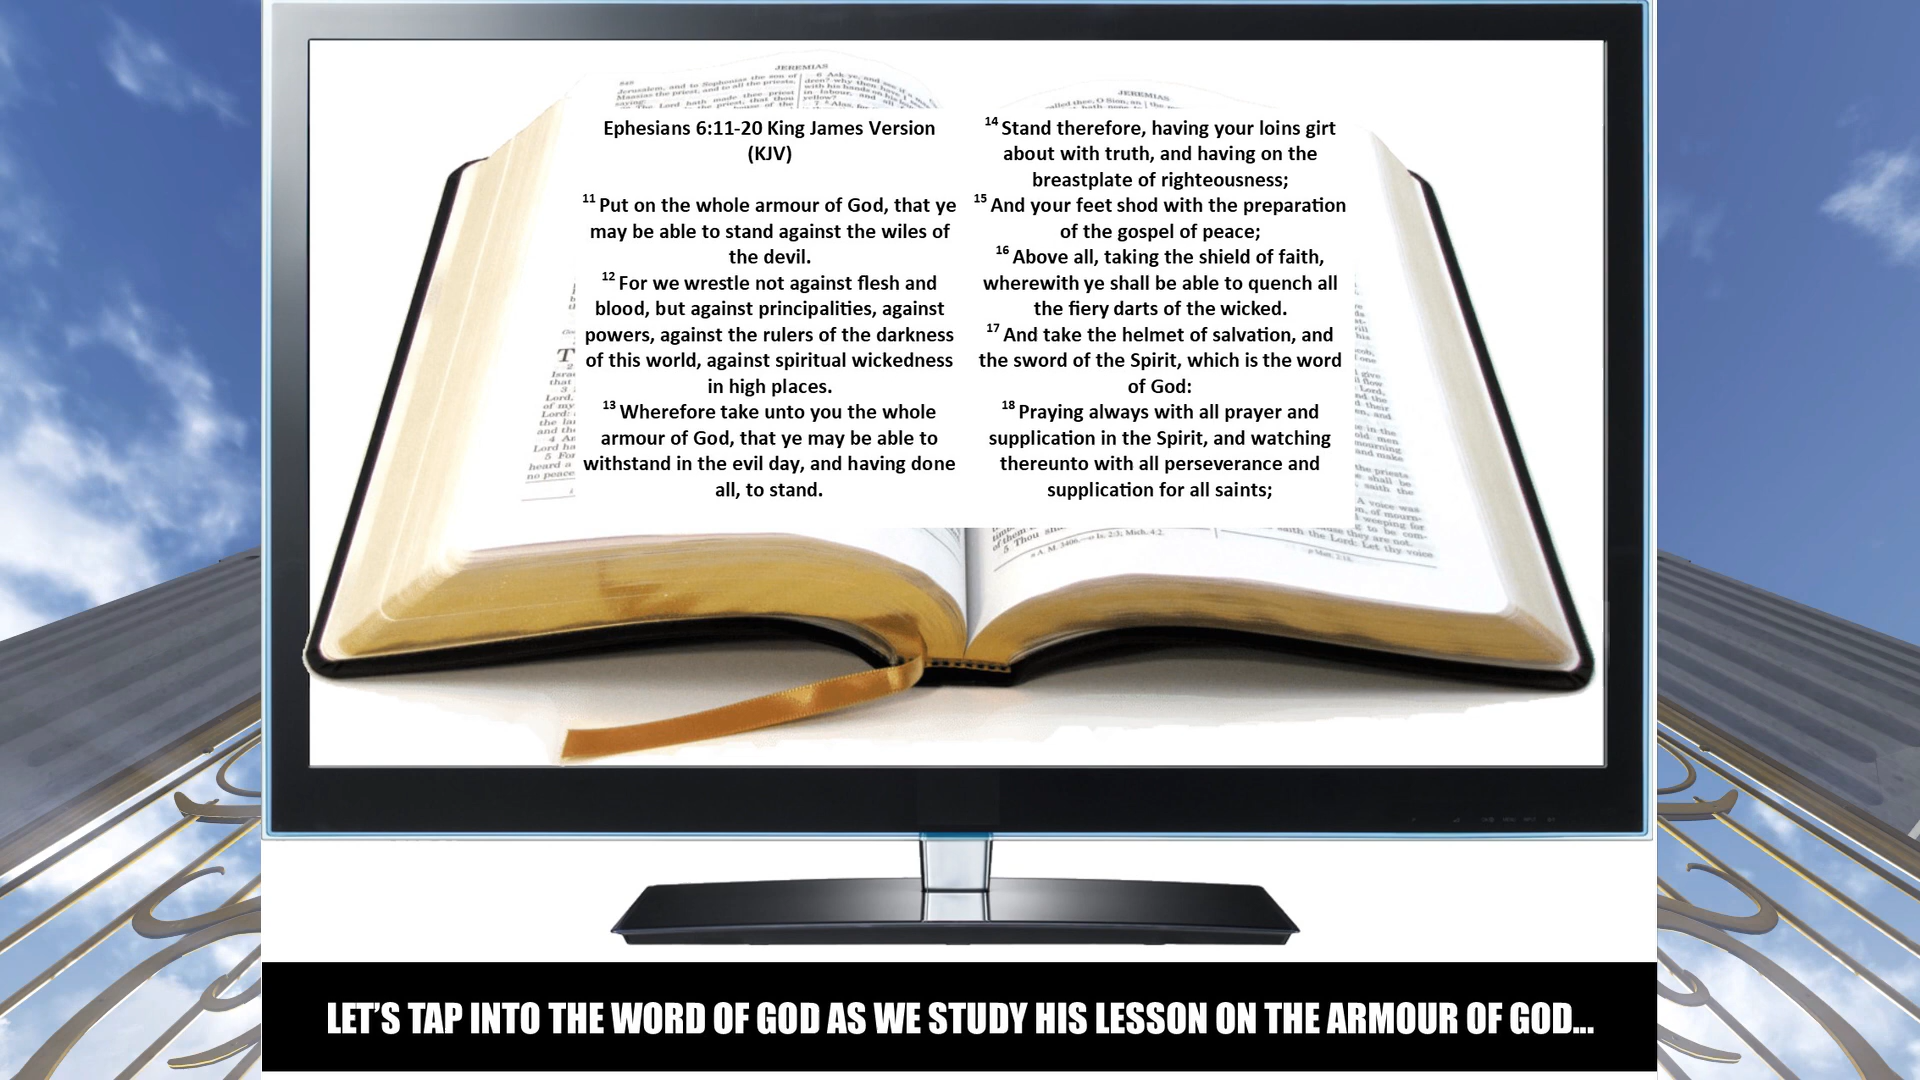 JEREMIAS
JEREMIAS
Ephesians 6:11-20 King James Version
(KJV)
11 Put on the whole armour of God, that ye
may be able to stand against the wiles of
the devil.
12 For we wrestle not against flesh and
blood, but against principalities, against
powers, against the rulers of the darkness
of this world, against spiritual wickedness
in high places.
13 Wherefore take unto you the whole
armour of God, that ye may be able to
withstand in the evil day, and having done
all, to stand.
14 Stand therefore, having your loins girt
about with truth, and having on the
breastplate of righteousness;
15 And your feet shod with the preparation
of the gospel of peace;
16 Above all, taking the shield of faith,
wherewith ye shall be able to quench all
the fiery darts of the wicked.
17 And take the helmet of salvation, and
the sword of the Spirit, which is the word
of God:
18 Praying always with all prayer and
supplication in the Spirit, and watching
thereunto with all perseverance and
supplication for all saints;
LET'S TAP INTO THE WORD OF GOD AS WE STUDY HIS LESSON ON THE ARMOUR OF GOD...